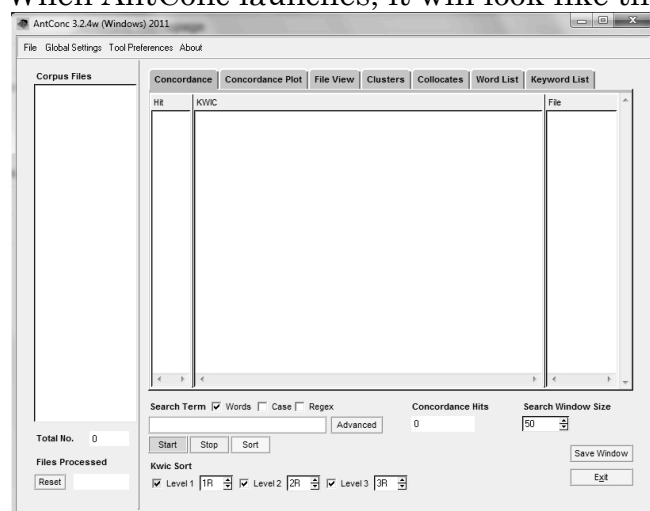 When AntConc launches, it will look like th
AntConc 3.2.4w (Windows) 2011
File Global Settings Tool Preferences About
Corpus Files
Concordance Concordance Plot File View Clusters Collocates Word List Keyword List
Hit KWIC File
Search Term Words Case Regex Concordance Hits Search Window Size
Advanced 0 50
Total No. 0
Start Stop Sort
Files Processed
Save Window
Kwic Sort
Reset
Level 1 1R Level 2 2R Level 3 3R
Exit